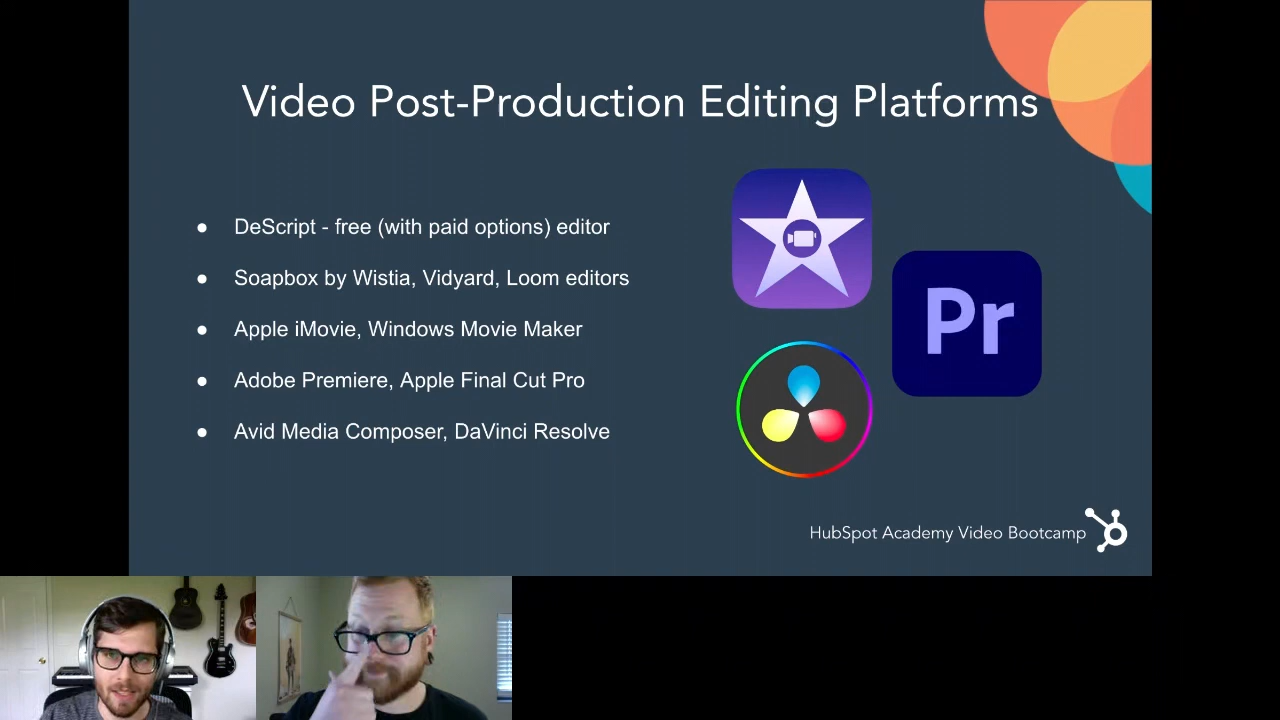 Video Post-Production Editing Platforms
● DeScript - free (with paid options) editor
● Soapbox by Wistia, Vidyard, Loom editors
● Apple iMovie, Windows Movie Maker
● Adobe Premiere, Apple Final Cut Pro
● Avid Media Composer, DaVinci Resolve
Pr
HubSpot Academy Video Bootcamp